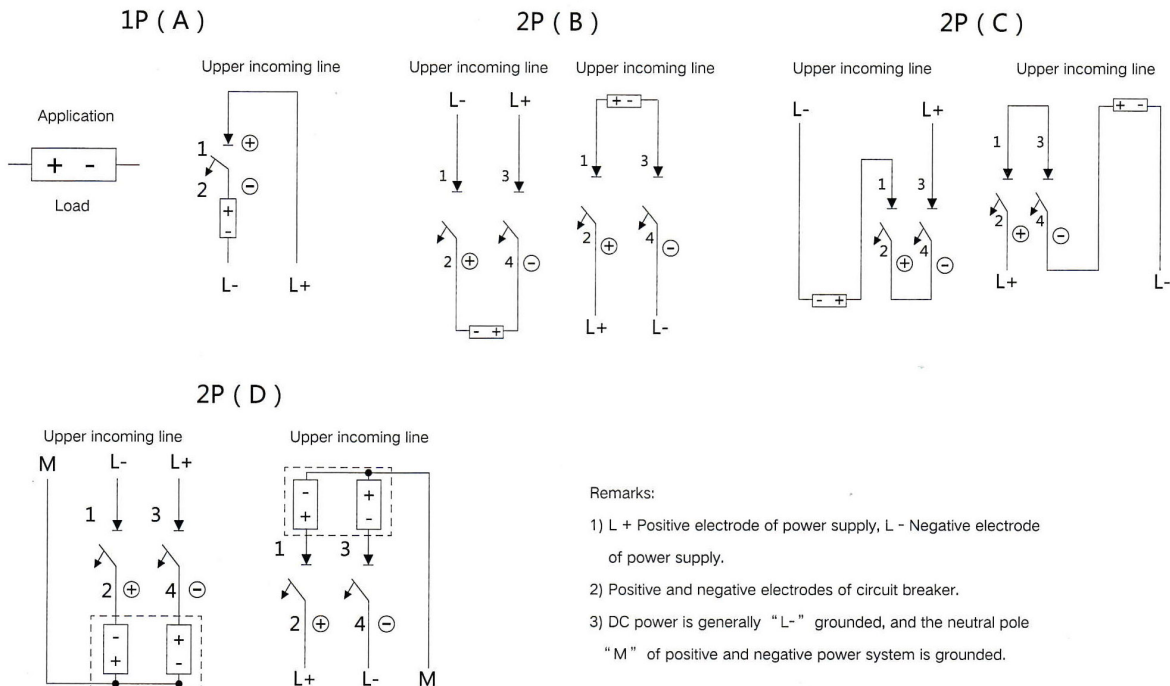 1P ( A )
Application
+ -
Load
Upper incoming line
1 +
2 -
+
-
L- L+
2P ( B )
Upper incoming line
L- L+
1 3
2 + 4 -
- +
Upper incoming line
+ -
1 3
2 + 4 -
L+ L-
2P ( C )
Upper incoming line
L- L+
1 3
2 + 4 -
- +
Upper incoming line
+ -
1 3
2 + 4 -
L+ L-
2P ( D )
Upper incoming line
M L- L+
1 3
2 + 4 -
- +
+ -
Upper incoming line
- +
+ -
1 3
2 + 4 -
L+ L- M
Remarks:
1) L + Positive electrode of power supply, L - Negative electrode
of power supply.
2) Positive and negative electrodes of circuit breaker.
3) DC power is generally “L-” grounded, and the neutral pole
“M” of positive and negative power system is grounded.